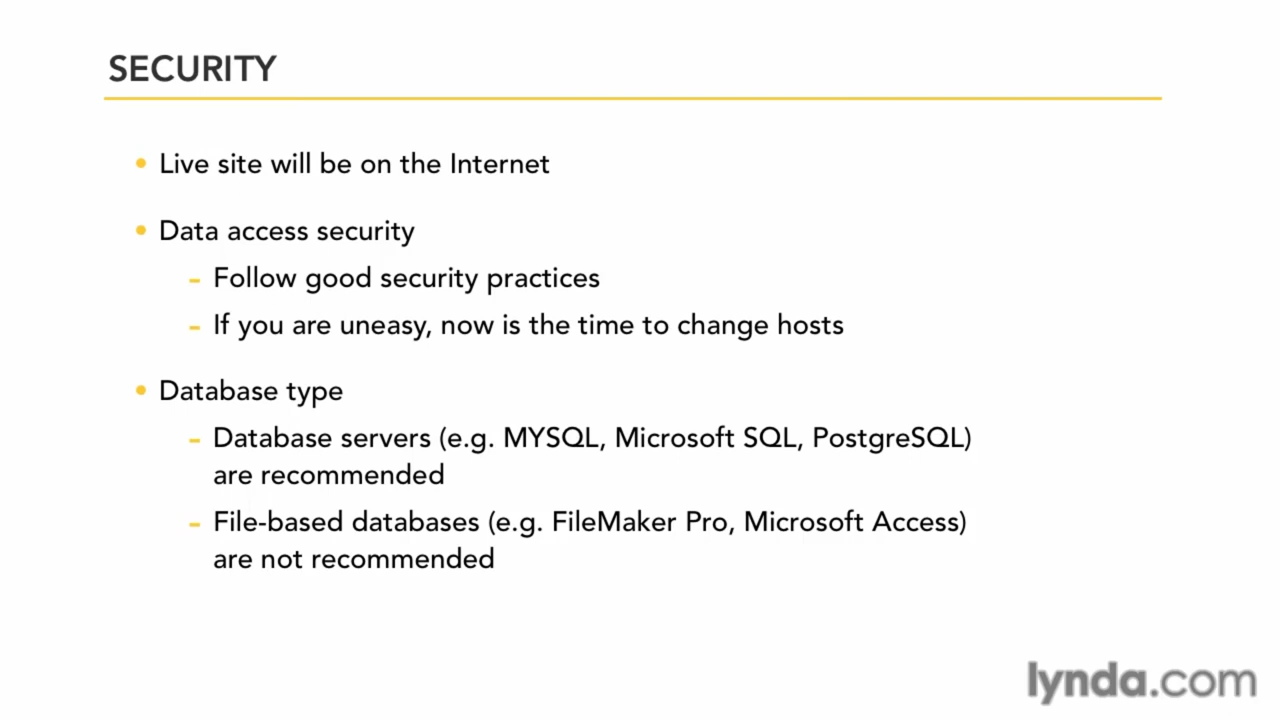 SECURITY
• Live site will be on the Internet
• Data access security
- Follow good security practices
- If you are uneasy, now is the time to change hosts
• Database type
- Database servers (e.g. MYSQL, Microsoft SQL, PostgreSQL)
are recommended
- File-based databases (e.g. FileMaker Pro, Microsoft Access)
are not recommended
lynda.com